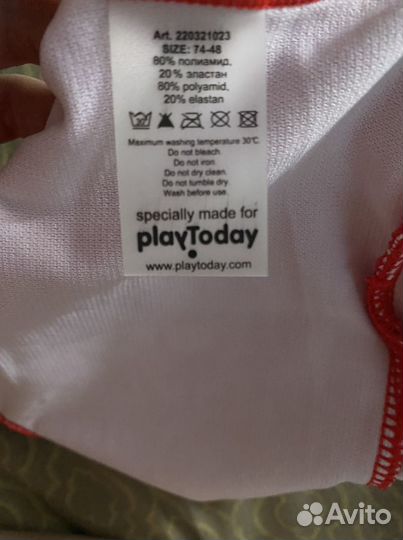 Art. 220321023
SIZE: 74-48
80% полиамид,
20% эластан
80% polyamid,
20% elastan
Maximum washing temperature 30°C.
Do not bleach.
Do not iron.
Do not dry clean.
Do not tumble dry.
Wash before use.
specially made for
playToday
www.playtoday.com
Avito